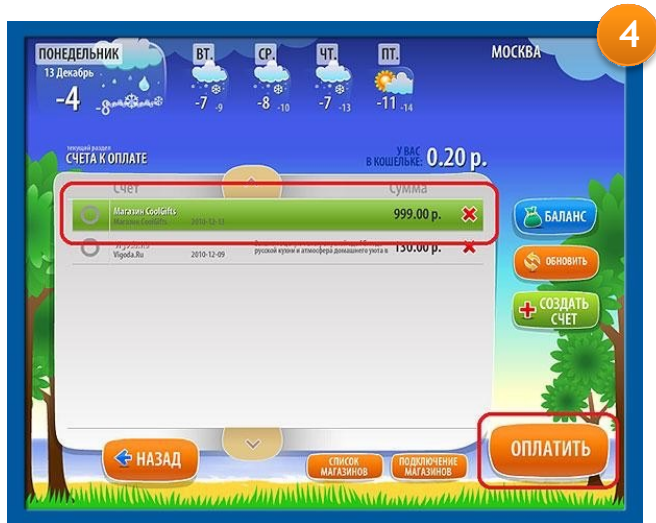 4
ПОНЕДЕЛЬНИК
13 Декабрь
-4 -8
ВТ.
-7 -9
СР.
-8 -10
ЧТ.
-7 -13
ПТ.
-11 -14
МОСКВА
текущий раздел
СЧЕТА К ОПЛАТЕ
У ВАС
В КОШЕЛЬКЕ: 0.20 р.
Счет Сумма
Магазин CoolGifts 999.00 р.
Магазин CoolGifts 2010-12-13
130.00 р.
Vigoda.Ru 2010-12-09 русской кухни и атмосфера домашнего уюта в
БАЛАНС
ОБНОВИТЬ
СОЗДАТЬ
СЧЕТ
НАЗАД
СПИСОК
МАГАЗИНОВ
ПОДКЛЮЧЕНИЕ
МАГАЗИНОВ
ОПЛАТИТЬ